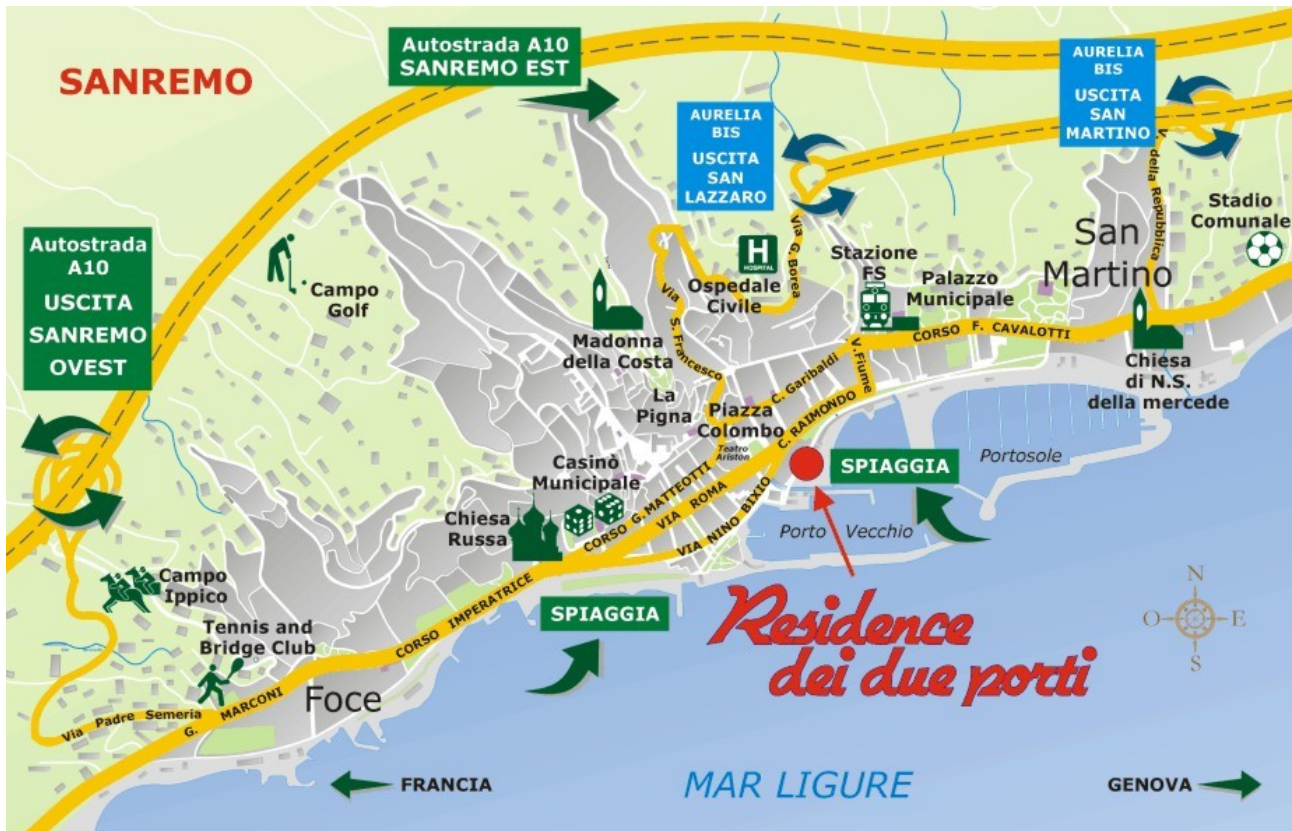 SANREMO
Autostrada A10
SANREMO EST
AURELIA
BIS
USCITA
SAN
MARTINO
AURELIA
BIS
USCITA
SAN
LAZZARO
V. della Repubblica
Stadio
Comunale
Autostrada
A10
USCITA
SANREMO
OVEST
Campo
Golf
H
HOSPITAL
Ospedale
Civile
Via G. Borea
Stazione
FS
Palazzo
Municipale
San
Martino
Madonna
della Costa
Via S. Francesco
CORSO F. CAVALOTTI
V.Fiume
C. Garibaldi
Chiesa
di N.S.
della mercede
La
Pigna
Piazza
Colombo
Teatro
Ariston
C. RAIMONDO
SPIAGGIA
Portosole
Casinò
Municipale
CORSO G.MATTEOTTI
VIA ROMA
VIA NINO BIXIO
Porto Vecchio
Chiesa
Russa
Campo
Ippico
CORSO IMPERATRICE
SPIAGGIA
Tennis and
Bridge Club
Residence
dei due porti
N
O
E
S
Foce
Via Padre Semeria
G. MARCONI
FRANCIA
MAR LIGURE
GENOVA